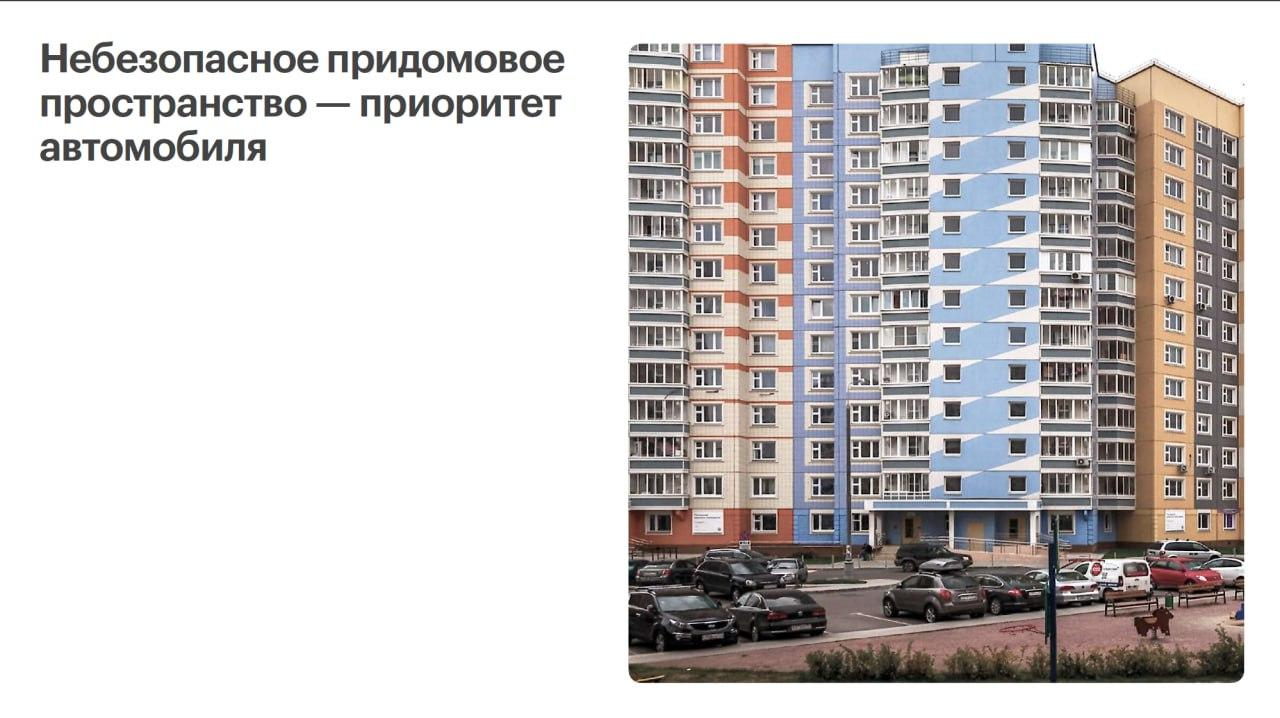 Небезопасное придомовое
пространство — приоритет
автомобиля